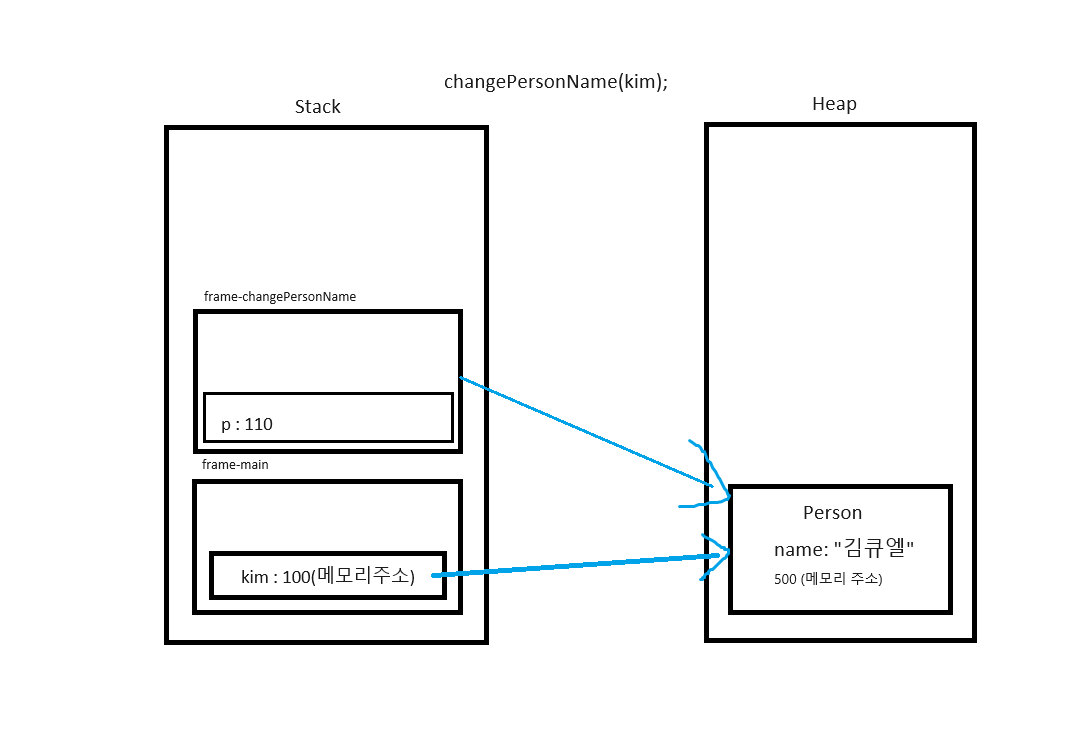 changePersonName(kim);
Stack
Heap
frame-changePersonName
p : 110
frame-main
kim : 100(메모리주소)
Person
name: "김큐엘"
500 (메모리 주소)